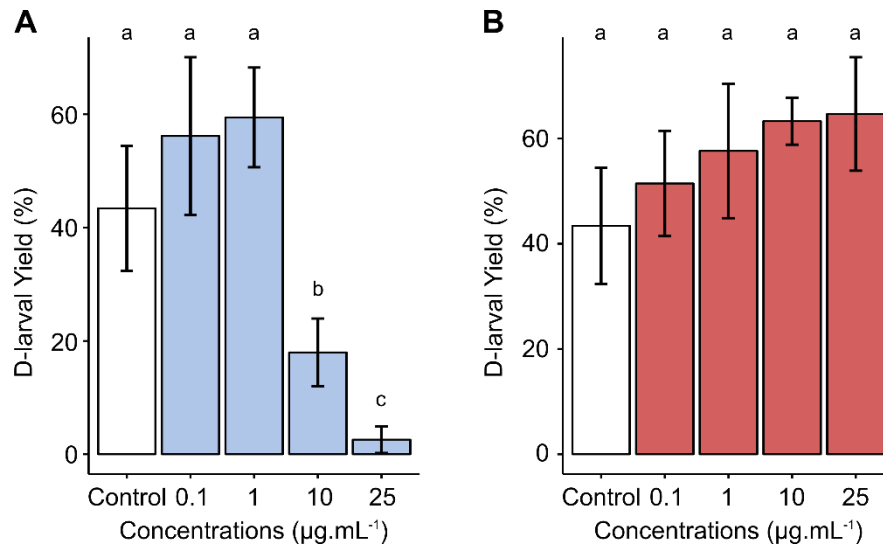 A
a a a
b
c
D-larval Yield (%)
60
40
20
0
Control 0.1 1 10 25
Concentrations (µg.mL⁻¹)
B
a a a a a
D-larval Yield (%)
60
40
20
0
Control 0.1 1 10 25
Concentrations (µg.mL⁻¹)